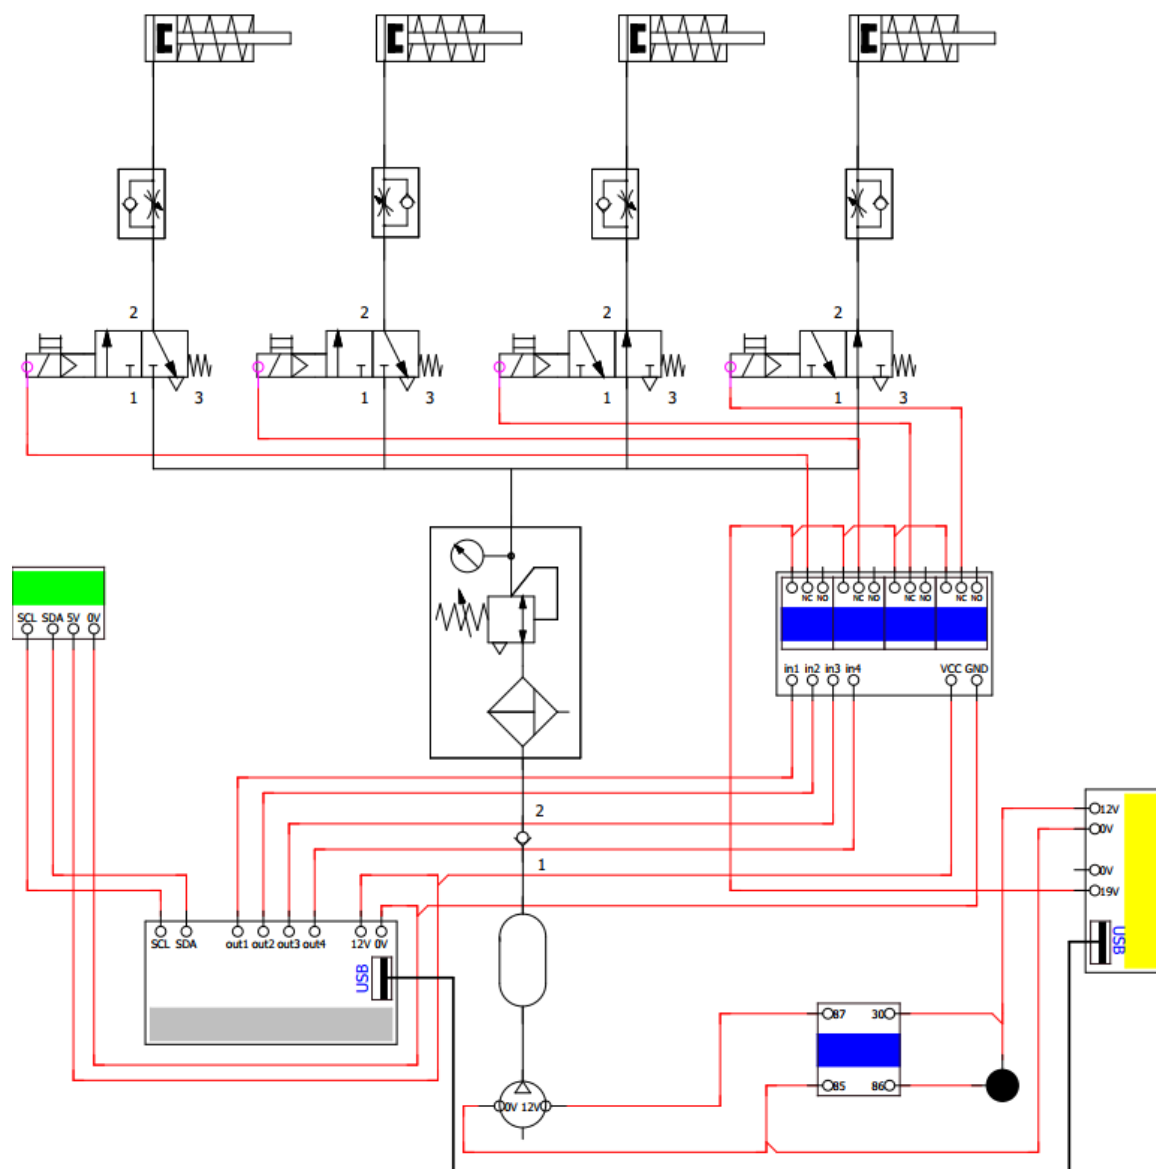 2 2 2 2
1 3 1 3 1 3 1 3
NC NO NC NO NC NO NC NO
SCL SDA 5V 0V
in1 in2 in3 in4 VCC GND
2
12V
0V
1
0V
19V
SCL SDA out1 out2 out3 out4 12V 0V
USB
USB
87 30
85 86
0V 12V